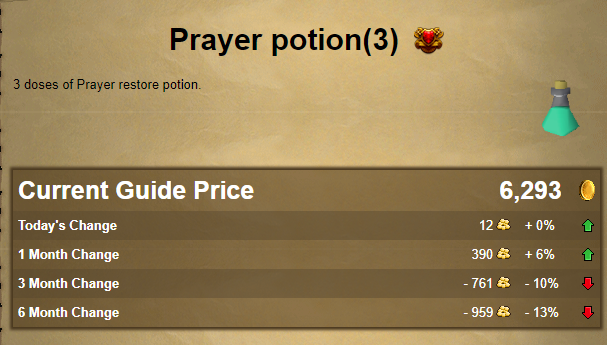 Prayer potion(3)
3 doses of Prayer restore potion.
Current Guide Price 6,293
Today's Change 12 + 0%
1 Month Change 390 + 6%
3 Month Change - 761 - 10%
6 Month Change - 959 - 13%